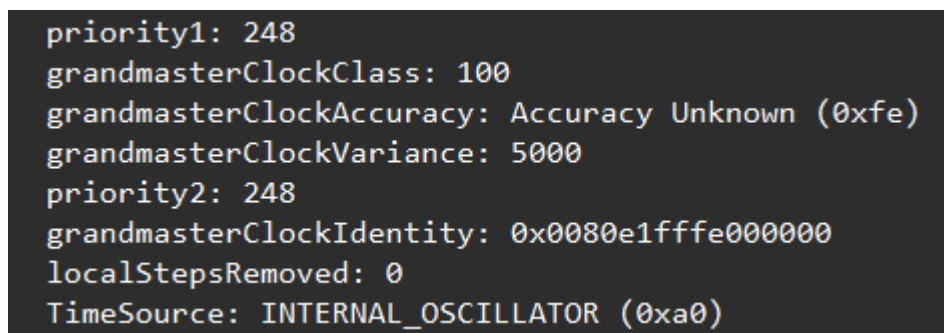 priority1: 248
grandmasterClockClass: 100
grandmasterClockAccuracy: Accuracy Unknown (0xfe)
grandmasterClockVariance: 5000
priority2: 248
grandmasterClockIdentity: 0x0080e1fffe000000
localStepsRemoved: 0
TimeSource: INTERNAL_OSCILLATOR (0xa0)